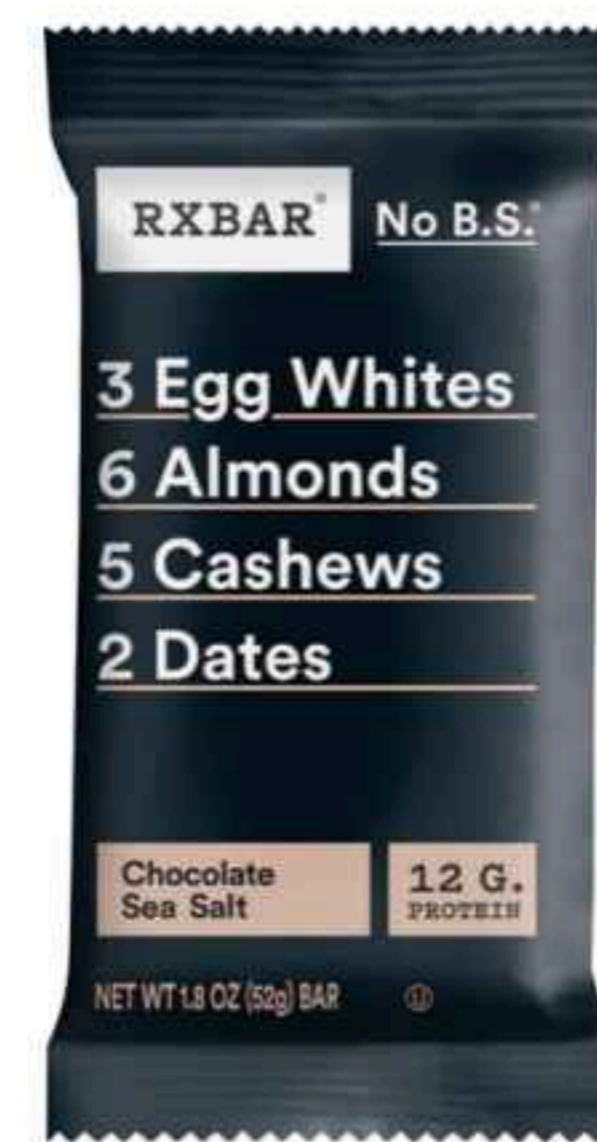 RXBAR® No B.S.®
3 Egg Whites
6 Almonds
5 Cashews
2 Dates
Chocolate
Sea Salt
12 G.
PROTEIN
NET WT 1.8 OZ (52g) BAR